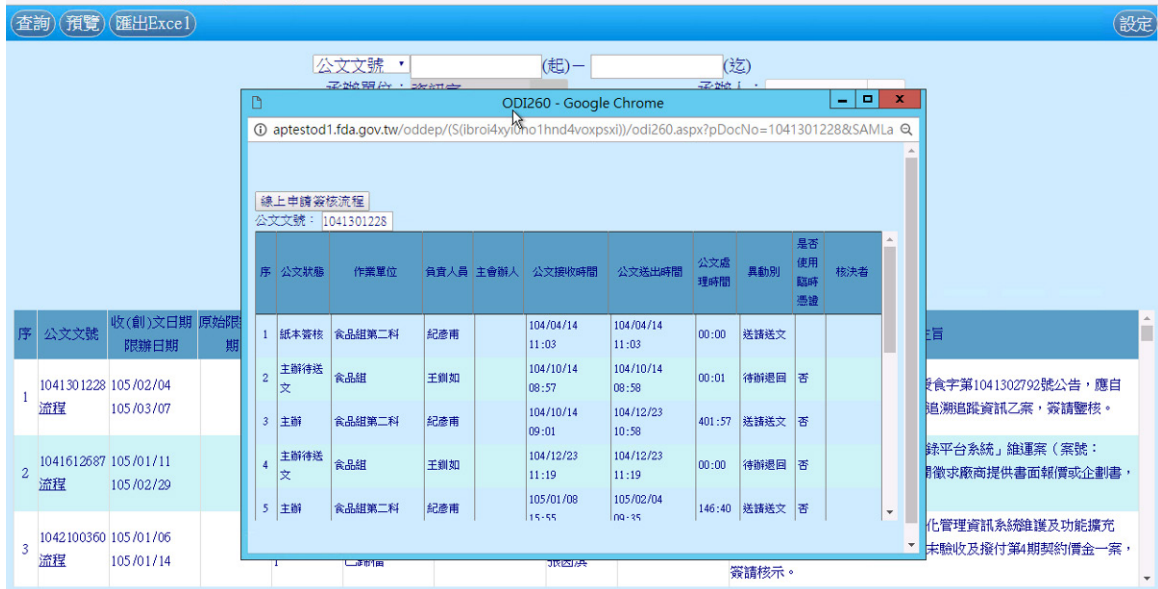 查詢 預覽 匯出Excel 設定
公文文號 (起)－ (迄)
ODI260 - Google Chrome
aptestod1.fda.gov.tw/oddep/(S(ibroi4xyl0ho1hnd4voxpsxi))/odi260.aspx?pDocNo=1041301228&SAMLa
線上申請簽核流程
公文文號： 1041301228
序 公文狀態 作業單位 負責人員 主會辦人 公文接收時間 公文送出時間 公文處理時間 異動別 是否使用臨時憑證 核決者
1 紙本簽核 食品組第二科 紀彥甫 104/04/14 11:03 104/04/14 11:03 00:00 送請送文
2 主辦待送文 食品組 王釧如 104/10/14 08:57 104/10/14 08:58 00:01 待辦退回 否
3 主辦 食品組第二科 紀彥甫 104/10/14 09:01 104/12/23 10:58 401:57 送請送文 否
4 主辦待送文 食品組 王釧如 104/12/23 11:19 104/12/23 11:19 00:00 待辦退回 否
5 主辦 食品組第二科 紀彥甫 105/01/08 15:55 105/02/04 09:35 146:40 送請送文 否
序 公文文號 收(創)文日期 原始限
限辦日期 期 旨
1 1041301228 105/02/04 食字第1041302792號公告，應自
流程 105/03/07 追溯追蹤資訊乙案，簽請鑒核。
2 1041612687 105/01/11 錄平台系統」維運案（案號：
流程 105/02/29 徵求廠商提供書面報價或企劃書，
3 1042100360 105/01/06 化管理資訊系統維護及功能擴充
流程 105/01/14 末驗收及撥付第4期契約價金一案，
簽請核示。